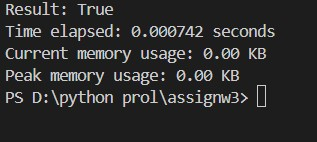 Result: True
Time elapsed: 0.000742 seconds
Current memory usage: 0.00 KB
Peak memory usage: 0.00 KB
PS D:\python prol\assignw3>